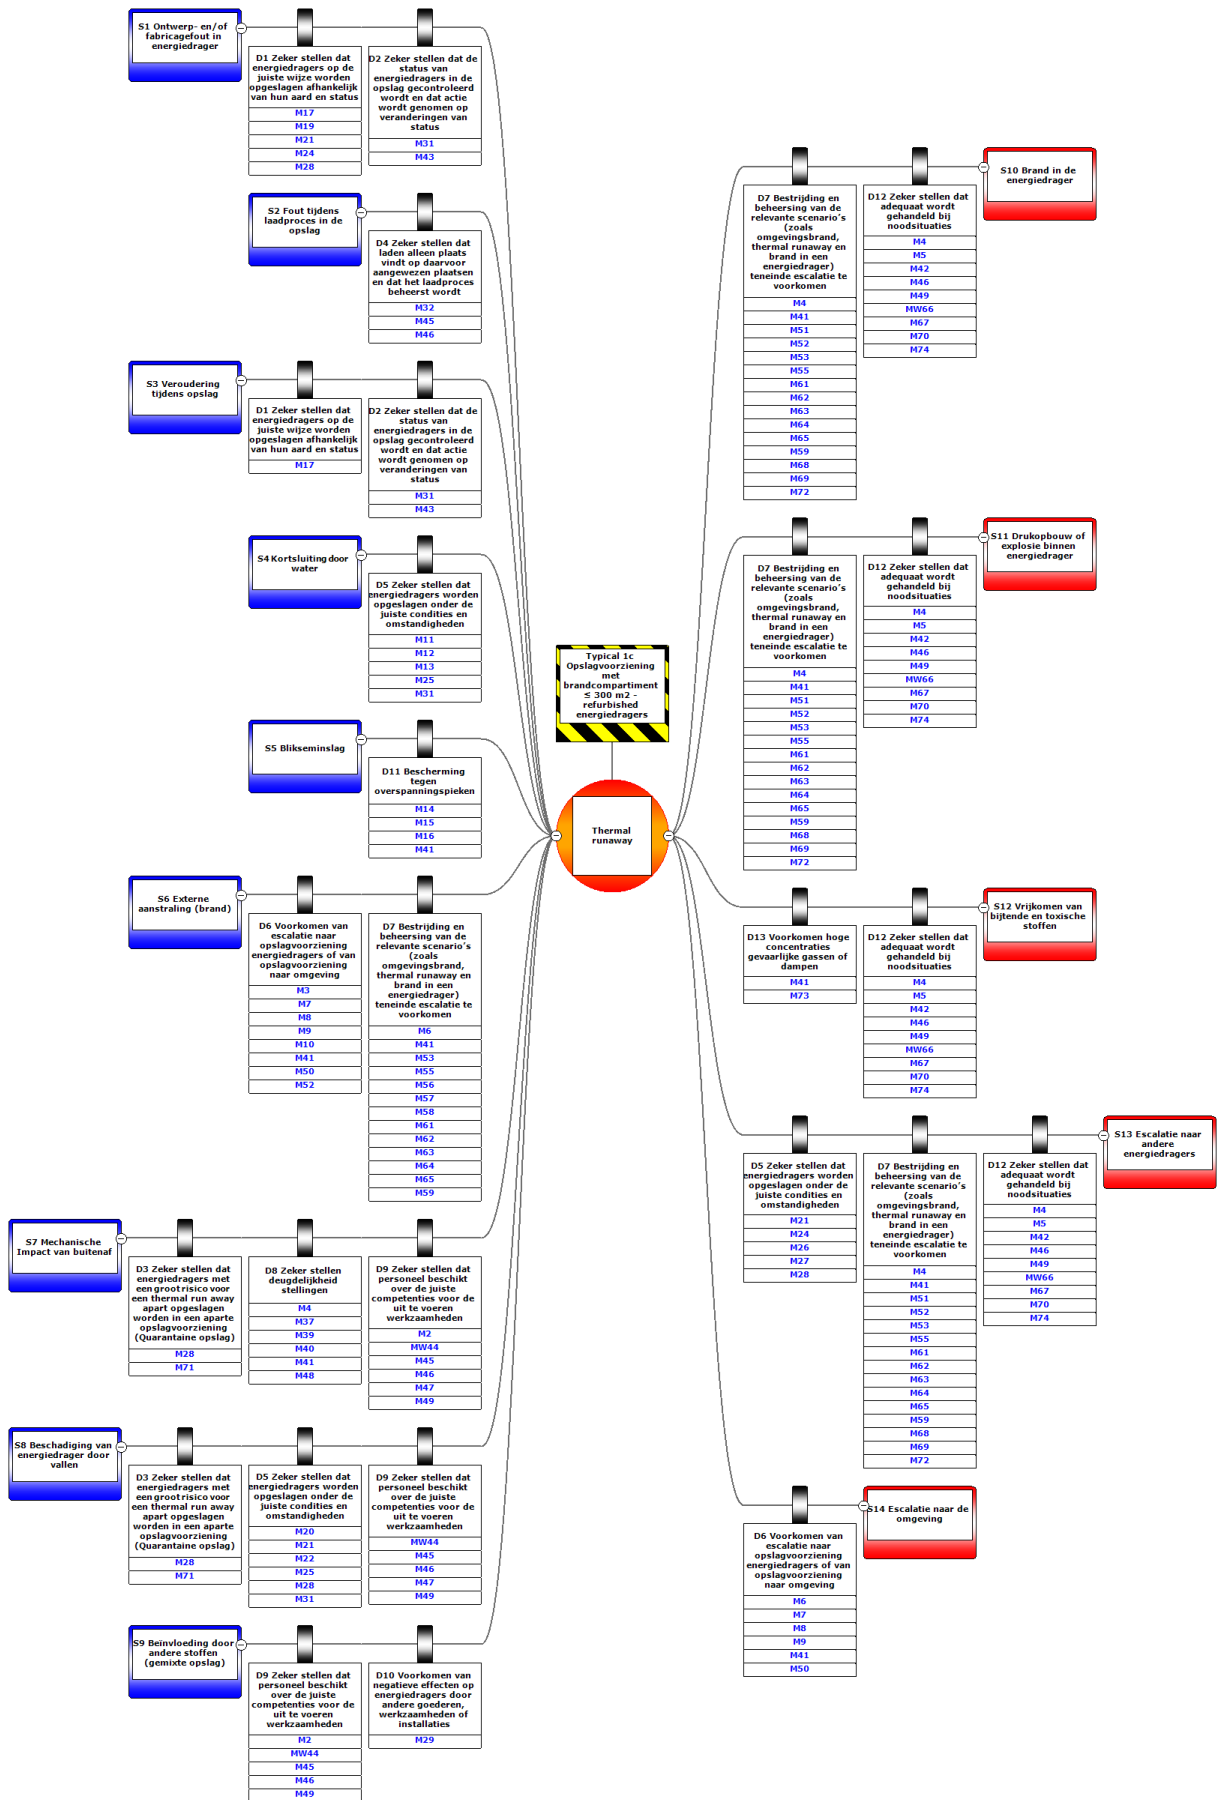 S1 Ontwerp- en/of
fabricagefout in
energiedrager
D1 Zeker stellen dat
energiedragers op de
juiste wijze worden
opgeslagen afhankelijk
van hun aard en status
M17
M19
M21
M24
M28
D2 Zeker stellen dat de
status van
energiedragers in de
opslag gecontroleerd
wordt en dat actie
wordt genomen op
veranderingen van
status
M31
M43
S2 Fout tijdens
laadproces in de
opslag
D4 Zeker stellen dat
laden alleen plaats
vindt op daarvoor
aangewezen plaatsen
en dat het laadproces
beheerst wordt
M32
M45
M46
S3 Veroudering
tijdens opslag
D1 Zeker stellen dat
energiedragers op de
juiste wijze worden
opgeslagen afhankelijk
van hun aard en status
M17
D2 Zeker stellen dat de
status van
energiedragers in de
opslag gecontroleerd
wordt en dat actie
wordt genomen op
veranderingen van
status
M31
M43
S4 Kortsluiting door
water
D5 Zeker stellen dat
energiedragers worden
opgeslagen onder de
juiste condities en
omstandigheden
M11
M12
M13
M25
M31
S5 Blikseminslag
D11 Bescherming
tegen
overspanningspieken
M14
M15
M16
M41
S6 Externe
aanstraling (brand)
D6 Voorkomen van
escalatie naar
opslagvoorziening
energiedragers of van
opslagvoorziening
naar omgeving
M3
M7
M8
M9
M10
M41
M50
M52
D7 Bestrijding en
beheersing van de
relevante scenario's
(zoals
omgevingsbrand,
thermal runaway en
brand in een
energiedrager)
teneinde escalatie te
voorkomen
M6
M41
M53
M55
M56
M57
M58
M61
M62
M63
M64
M65
M59
S7 Mechanische
Impact van buitenaf
D3 Zeker stellen dat
energiedragers met
een groot risico voor
een thermal run away
apart opgeslagen
worden in een aparte
opslagvoorziening
(Quarantaine opslag)
M28
M71
D8 Zeker stellen
deugdelijkheid
stellingen
M4
M37
M39
M40
M41
M48
D9 Zeker stellen dat
personeel beschikt
over de juiste
competenties voor de
uit te voeren
werkzaamheden
M2
MW44
M45
M46
M47
M49
S8 Beschadiging van
energiedrager door
vallen
D3 Zeker stellen dat
energiedragers met
een groot risico voor
een thermal run away
apart opgeslagen
worden in een aparte
opslagvoorziening
(Quarantaine opslag)
M28
M71
D5 Zeker stellen dat
energiedragers worden
opgeslagen onder de
juiste condities en
omstandigheden
M20
M21
M22
M25
M28
M31
D9 Zeker stellen dat
personeel beschikt
over de juiste
competenties voor de
uit te voeren
werkzaamheden
MW44
M45
M46
M47
M49
S9 Beïnvloeding door
andere stoffen
(gemixte opslag)
D9 Zeker stellen dat
personeel beschikt
over de juiste
competenties voor de
uit te voeren
werkzaamheden
M2
MW44
M45
M46
M49
D10 Voorkomen van
negatieve effecten op
energiedragers door
andere goederen,
werkzaamheden of
installaties
M29
Typical 1c
Opslagvoorziening
met
brandcompartiment
≤ 300 m2 -
refurbished
energiedragers
Thermal
runaway
D7 Bestrijding en
beheersing van de
relevante scenario's
(zoals
omgevingsbrand,
thermal runaway en
brand in een
energiedrager)
teneinde escalatie te
voorkomen
M4
M41
M51
M52
M53
M55
M61
M62
M63
M64
M65
M59
M68
M69
M72
D12 Zeker stellen dat
adequaat wordt
gehandeld bij
noodsituaties
M4
M5
M42
M46
M49
MW66
M67
M70
M74
S10 Brand in de
energiedrager
D7 Bestrijding en
beheersing van de
relevante scenario's
(zoals
omgevingsbrand,
thermal runaway en
brand in een
energiedrager)
teneinde escalatie te
voorkomen
M4
M41
M51
M52
M53
M55
M61
M62
M63
M64
M65
M59
M68
M69
M72
D12 Zeker stellen dat
adequaat wordt
gehandeld bij
noodsituaties
M4
M5
M42
M46
M49
MW66
M67
M70
M74
S11 Drukopbouw of
explosie binnen
energiedrager
D13 Voorkomen hoge
concentraties
gevaarlijke gassen of
dampen
M41
M73
D12 Zeker stellen dat
adequaat wordt
gehandeld bij
noodsituaties
M4
M5
M42
M46
M49
MW66
M67
M70
M74
S12 Vrijkomen van
bijtende en toxische
stoffen
D5 Zeker stellen dat
energiedragers worden
opgeslagen onder de
juiste condities en
omstandigheden
M21
M24
M26
M27
M28
D7 Bestrijding en
beheersing van de
relevante scenario's
(zoals
omgevingsbrand,
thermal runaway en
brand in een
energiedrager)
teneinde escalatie te
voorkomen
M4
M41
M51
M52
M53
M55
M61
M62
M63
M64
M65
M59
M68
M69
M72
D12 Zeker stellen dat
adequaat wordt
gehandeld bij
noodsituaties
M4
M5
M42
M46
M49
MW66
M67
M70
M74
S13 Escalatie naar
andere
energiedragers
D6 Voorkomen van
escalatie naar
opslagvoorziening
energiedragers of van
opslagvoorziening
naar omgeving
M6
M7
M8
M9
M41
M50
S14 Escalatie naar de
omgeving